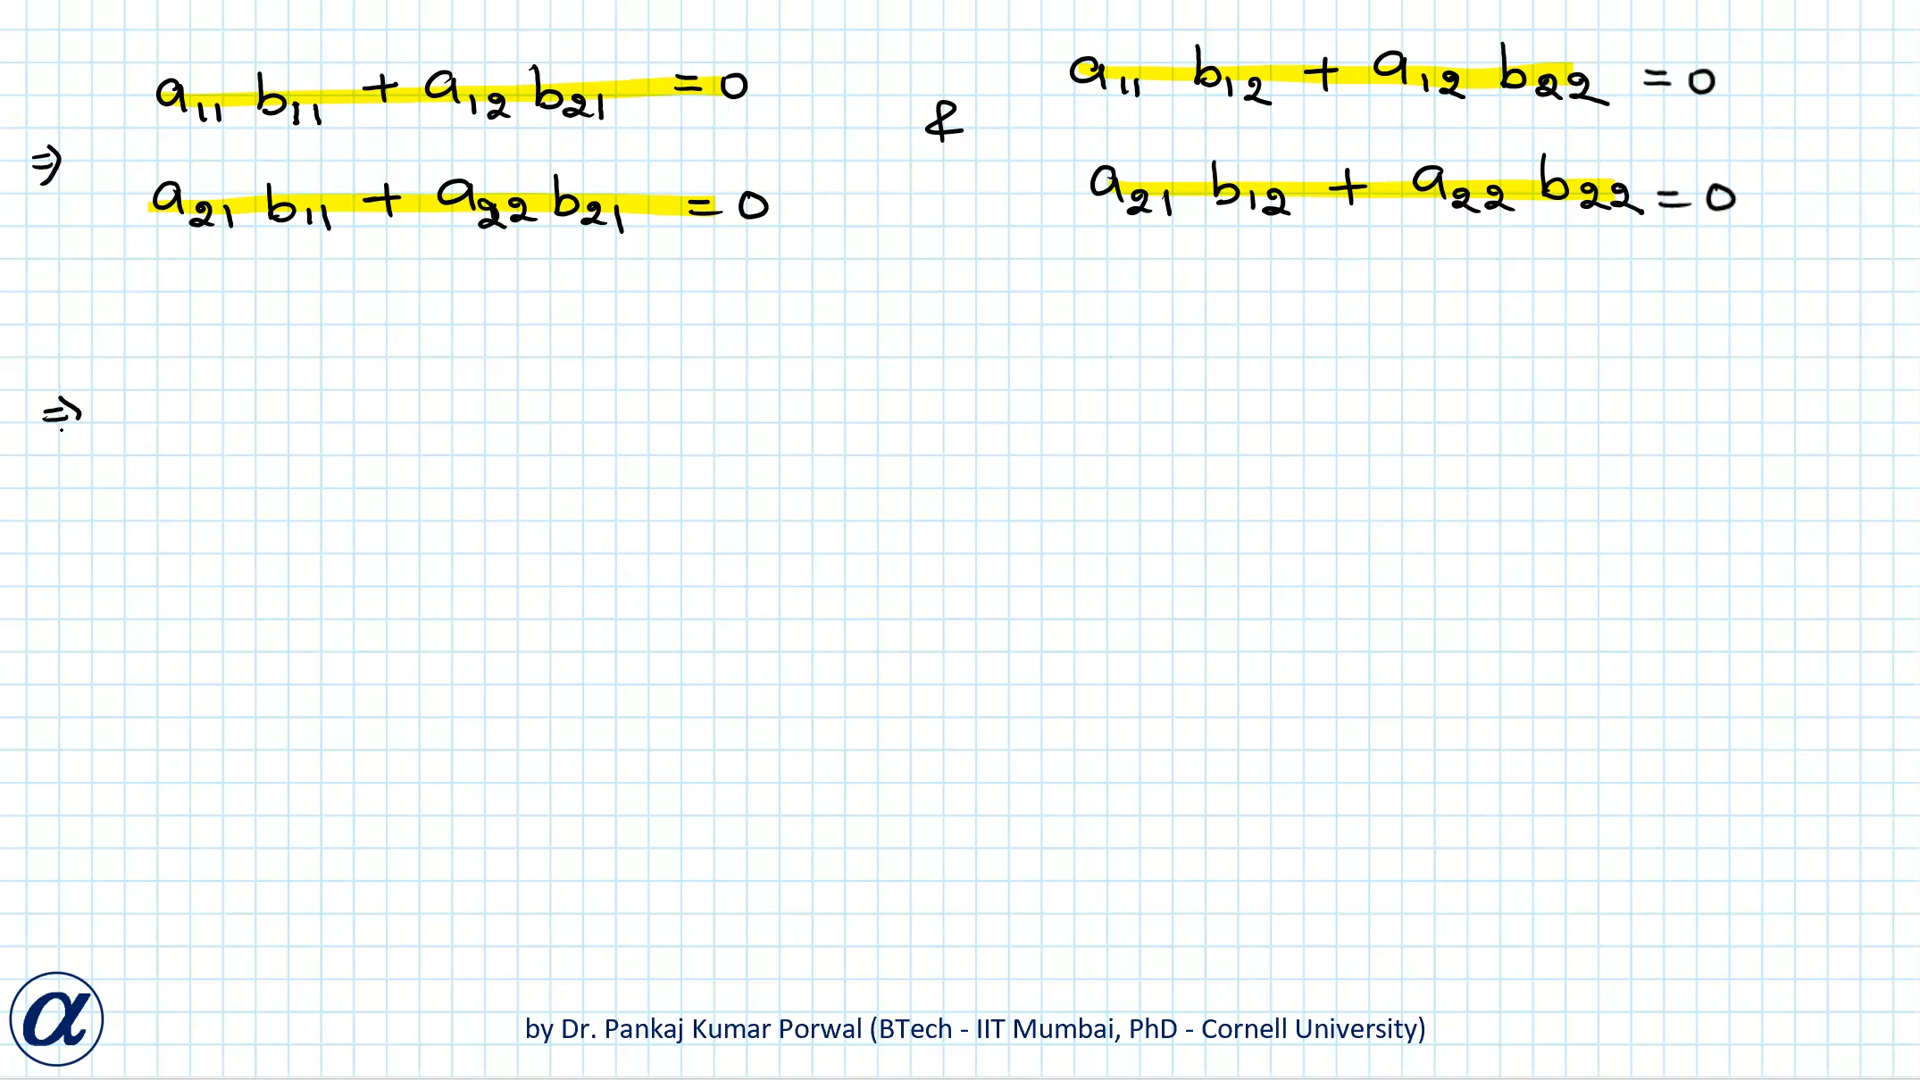 a₁₁ b₁₁ + a₁₂ b₂₁ = 0
⇒
a₂₁ b₁₁ + a₂₂ b₂₁ = 0
&
a₁₁ b₁₂ + a₁₂ b₂₂ = 0
a₂₁ b₁₂ + a₂₂ b₂₂ = 0
⇒
α
by Dr. Pankaj Kumar Porwal (BTech - IIT Mumbai, PhD - Cornell University)